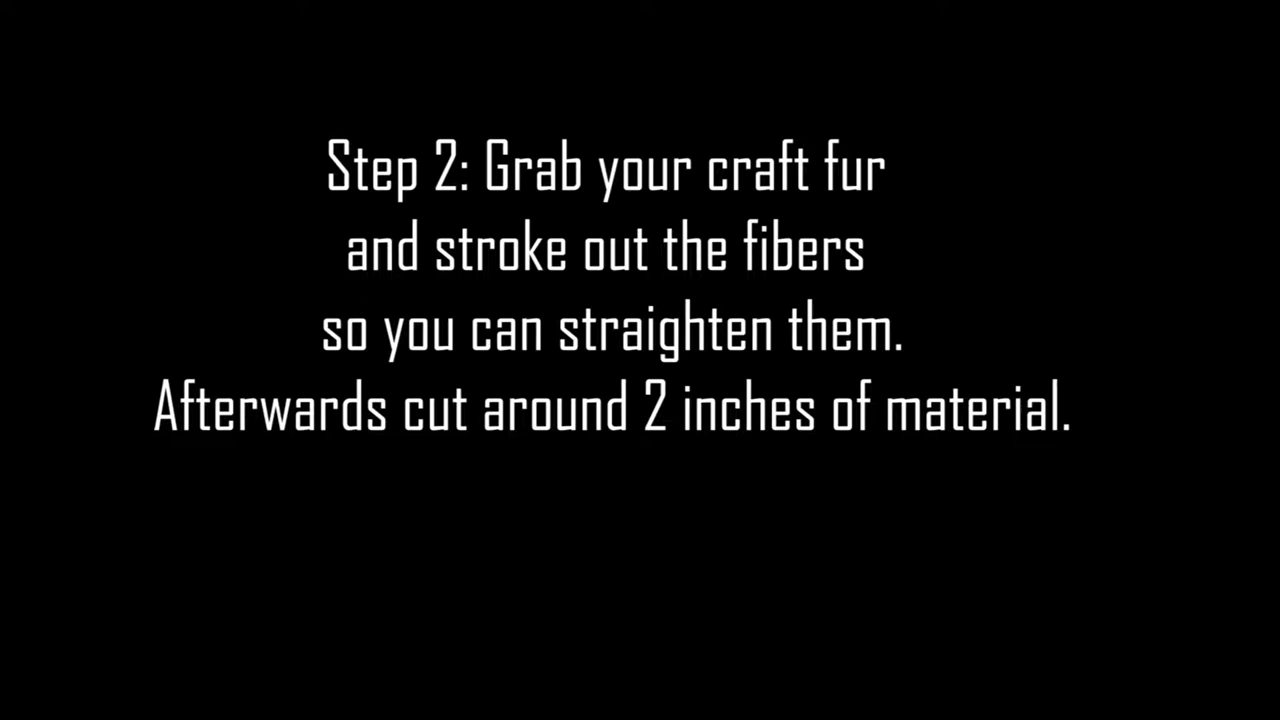 Step 2: Grab your craft fur
and stroke out the fibers
so you can straighten them.
Afterwards cut around 2 inches of material.